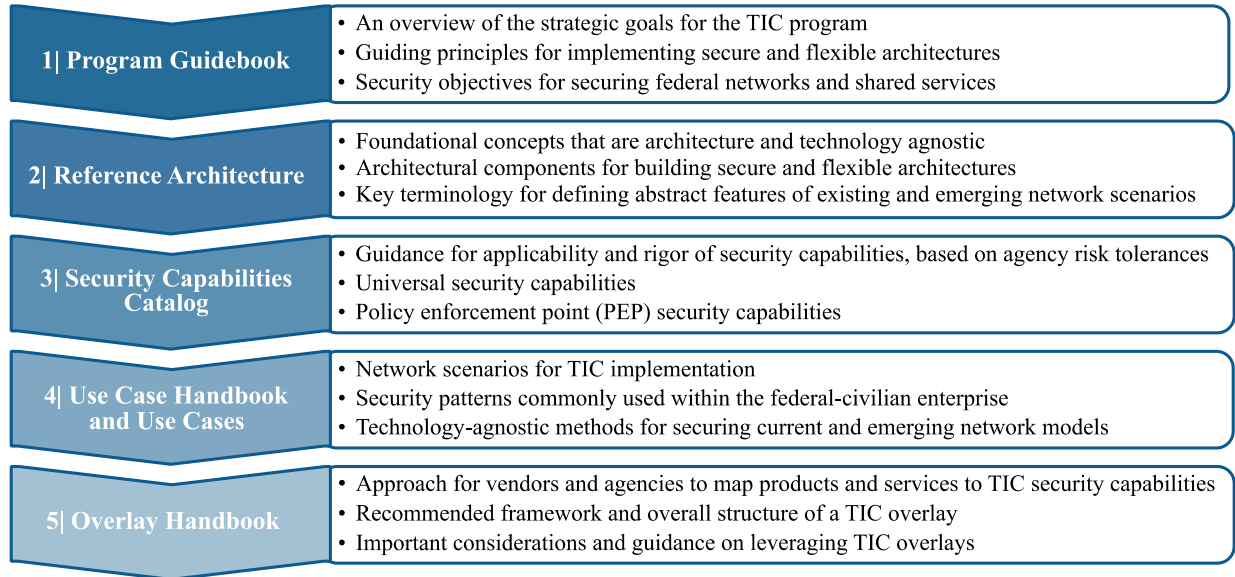 1| Program Guidebook
• An overview of the strategic goals for the TIC program
• Guiding principles for implementing secure and flexible architectures
• Security objectives for securing federal networks and shared services
2| Reference Architecture
• Foundational concepts that are architecture and technology agnostic
• Architectural components for building secure and flexible architectures
• Key terminology for defining abstract features of existing and emerging network scenarios
3| Security Capabilities
Catalog
• Guidance for applicability and rigor of security capabilities, based on agency risk tolerances
• Universal security capabilities
• Policy enforcement point (PEP) security capabilities
4| Use Case Handbook
and Use Cases
• Network scenarios for TIC implementation
• Security patterns commonly used within the federal-civilian enterprise
• Technology-agnostic methods for securing current and emerging network models
5| Overlay Handbook
• Approach for vendors and agencies to map products and services to TIC security capabilities
• Recommended framework and overall structure of a TIC overlay
• Important considerations and guidance on leveraging TIC overlays